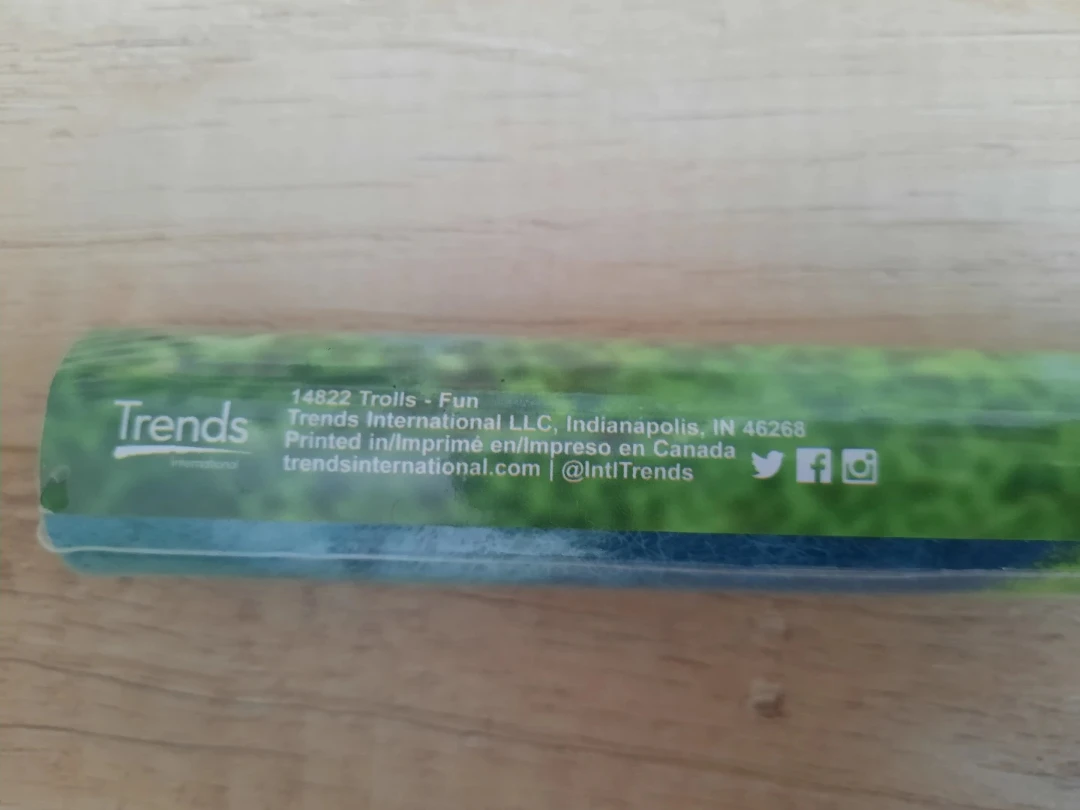 Trends
International
14822 Trolls - Fun
Trends International LLC, Indianapolis, IN 46268
Printed in/Imprimé en/Impreso en Canada
trendsinternational.com | @IntlTrends